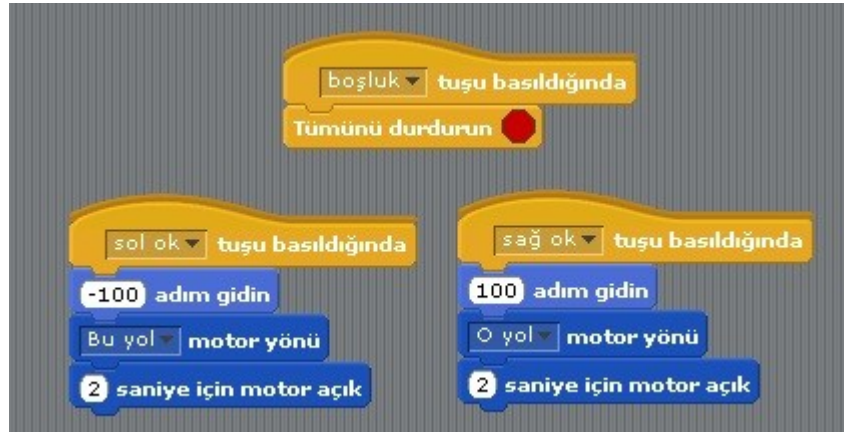 boşluk tuşu basıldığında
Tümünü durdurun
sol ok tuşu basıldığında
-100 adım gidin
Bu yol motor yönü
2 saniye için motor açık
sağ ok tuşu basıldığında
100 adım gidin
O yol motor yönü
2 saniye için motor açık